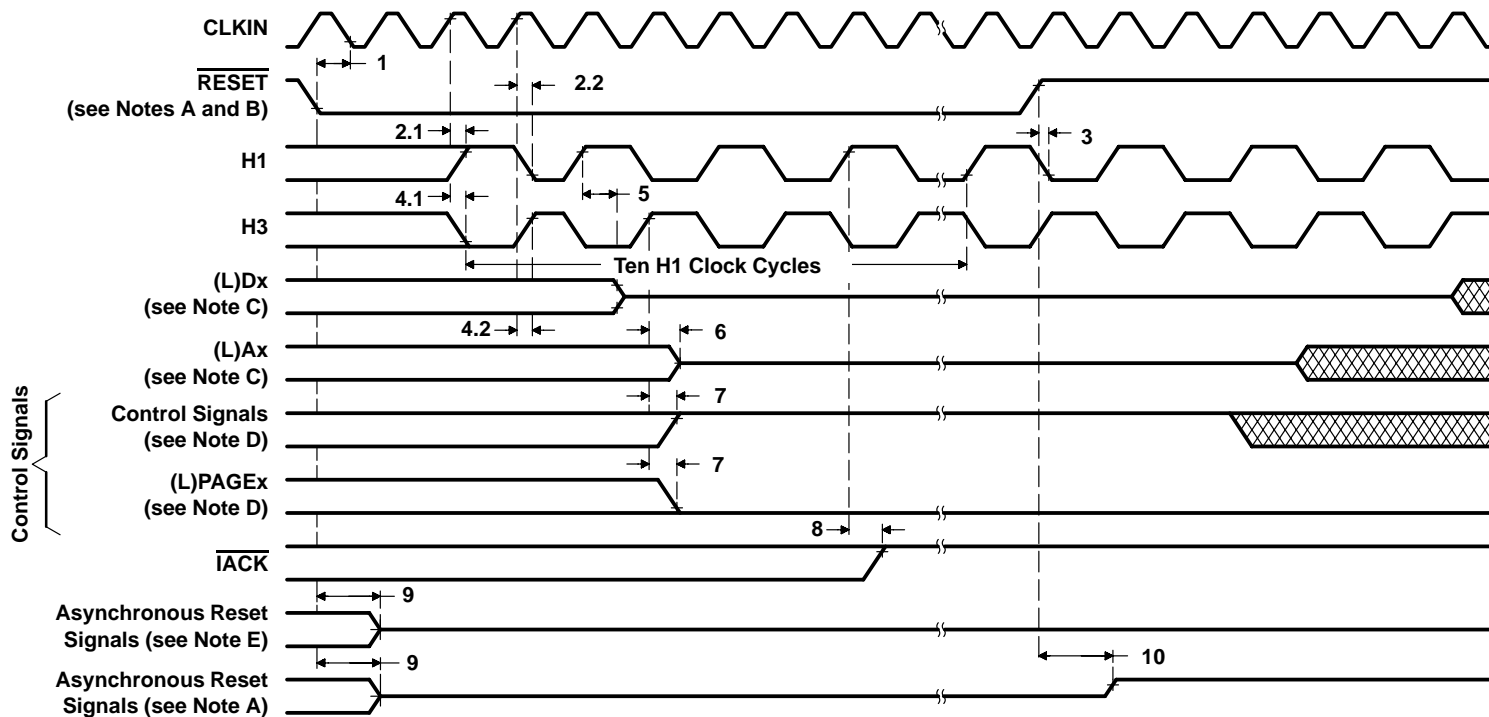 CLKIN
1
RESET
(see Notes A and B)
2.2
2.1
3
H1
4.1
5
H3
Ten H1 Clock Cycles
(L)Dx
(see Note C)
4.2
6
(L)Ax
(see Note C)
7
Control Signals
Control Signals
(see Note D)
7
(L)PAGEx
(see Note D)
8
IACK
9
Asynchronous Reset
Signals (see Note E)
9
10
Asynchronous Reset
Signals (see Note A)